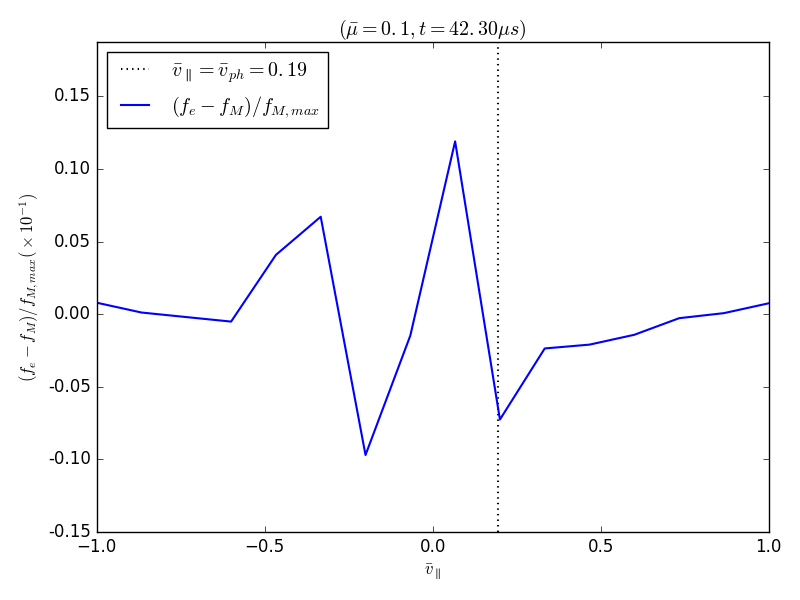 (μ̄ = 0.1, t = 42.30μs)
v̄∥ = v̄ph = 0.19
(fe − fM)/fM,max
0.15
0.10
0.05
0.00
-0.05
-0.10
-0.15
(fe − fM)/fM,max(×10⁻¹)
−1.0 −0.5 0.0 0.5 1.0
v̄∥